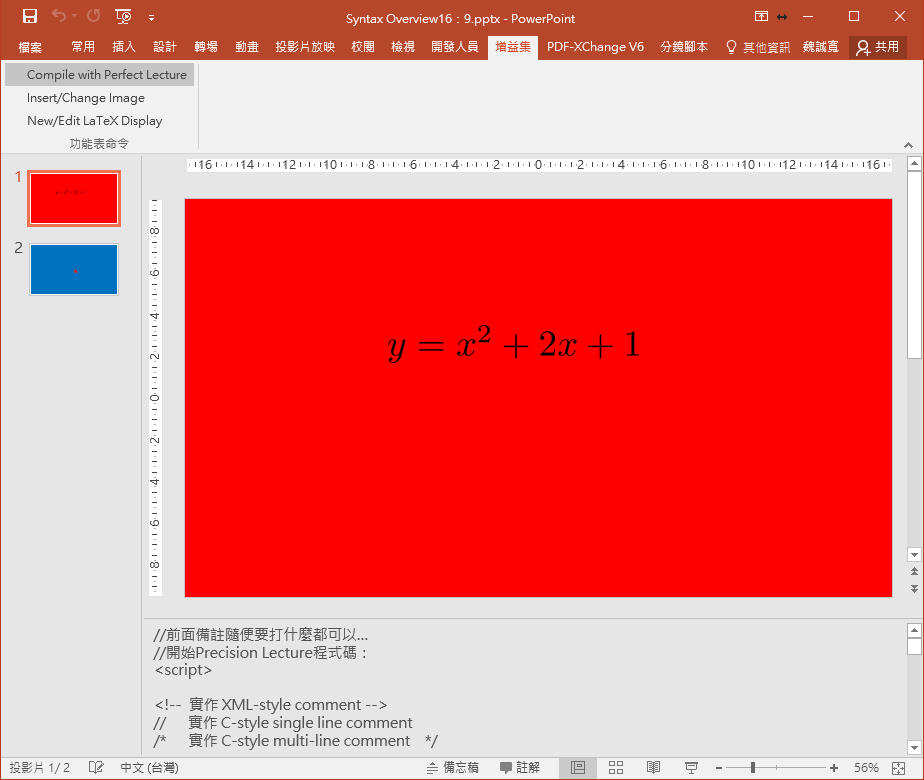 Syntax Overview16：9.pptx - PowerPoint
檔案 常用 插入 設計 轉場 動畫 投影片放映 校閱 檢視 開發人員 增益集 PDF-XChange V6 分鏡腳本 其他資訊 魏誠寬 共用
Compile with Perfect Lecture
Insert/Change Image
New/Edit LaTeX Display
功能表命令
16 14 12 10 8 6 4 2 0 2 4 6 8 10 12 14 16
1
2
8
6
4
2
0
2
4
6
8
y = x² + 2x + 1
//前面備註隨便要打什麼都可以...
//開始Precision Lecture程式碼：
<script>
<!-- 實作 XML-style comment -->
// 實作 C-style single line comment
/* 實作 C-style multi-line comment */
投影片 1/ 2 中文 (台灣) 備忘稿 註解 56%